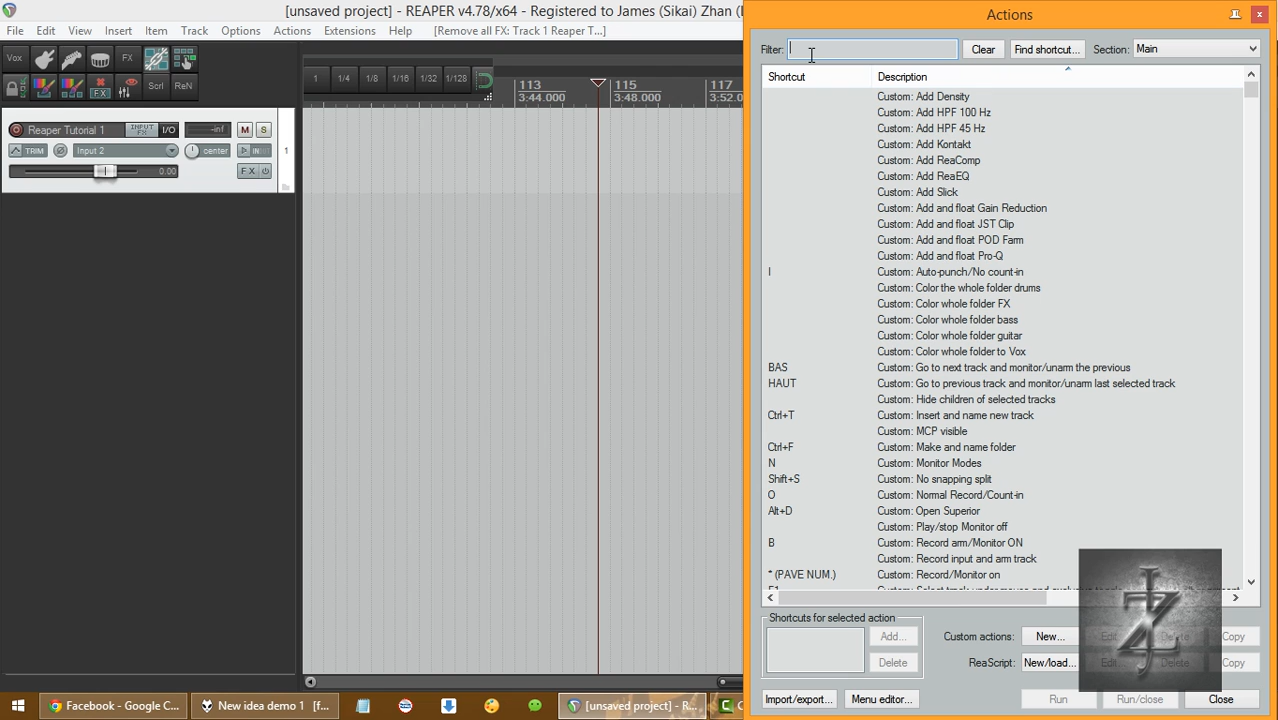 [unsaved project] - REAPER v4.78/x64 - Registered to James (Sikai) Zhan (
File Edit View Insert Item Track Options Actions Extensions Help [Remove all FX: Track 1 Reaper T...]
Vox FX
FX Scrl ReN
1 1/4 1/8 1/16 1/32 1/128
113 115 117
3:44.000 3:48.000 3:52.0
Reaper Tutorial 1 INPUT FX I/O -inf M S
TRIM Input 2 center IN 1
0.00 FX
Actions
Filter: Clear Find shortcut... Section: Main
Shortcut Description
Custom: Add Density
Custom: Add HPF 100 Hz
Custom: Add HPF 45 Hz
Custom: Add Kontakt
Custom: Add ReaComp
Custom: Add ReaEQ
Custom: Add Slick
Custom: Add and float Gain Reduction
Custom: Add and float JST Clip
Custom: Add and float POD Farm
Custom: Add and float Pro-Q
I Custom: Auto-punch/No count-in
Custom: Color the whole folder drums
Custom: Color whole folder FX
Custom: Color whole folder bass
Custom: Color whole folder guitar
Custom: Color whole folder to Vox
BAS Custom: Go to next track and monitor/unarm the previous
HAUT Custom: Go to previous track and monitor/unarm last selected track
Custom: Hide children of selected tracks
Ctrl+T Custom: Insert and name new track
Custom: MCP visible
Ctrl+F Custom: Make and name folder
N Custom: Monitor Modes
Shift+S Custom: No snapping split
O Custom: Normal Record/Count-in
Alt+D Custom: Open Superior
Custom: Play/stop Monitor off
B Custom: Record arm/Monitor ON
Custom: Record input and arm track
* (PAVE NUM.) Custom: Record/Monitor on
Shortcuts for selected action
Add... Custom actions: New... Edit Delete Copy
Delete ReaScript: New/load... Edit Delete Copy
Import/export... Menu editor... Run Run/close Close
Facebook - Google C... New idea demo 1 [f... [unsaved project] - R...